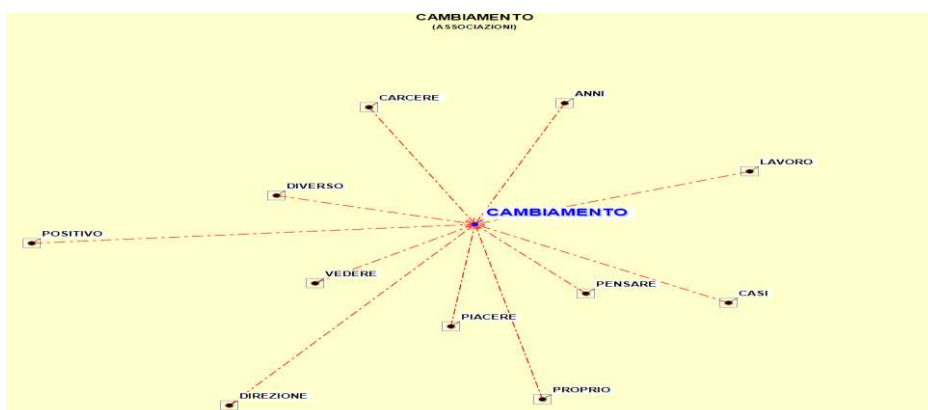 CAMBIAMENTO
(ASSOCIAZIONI)
CARCERE
ANNI
LAVORO
DIVERSO
CAMBIAMENTO
POSITIVO
VEDERE
PENSARE
CASI
PIACERE
DIREZIONE
PROPRIO